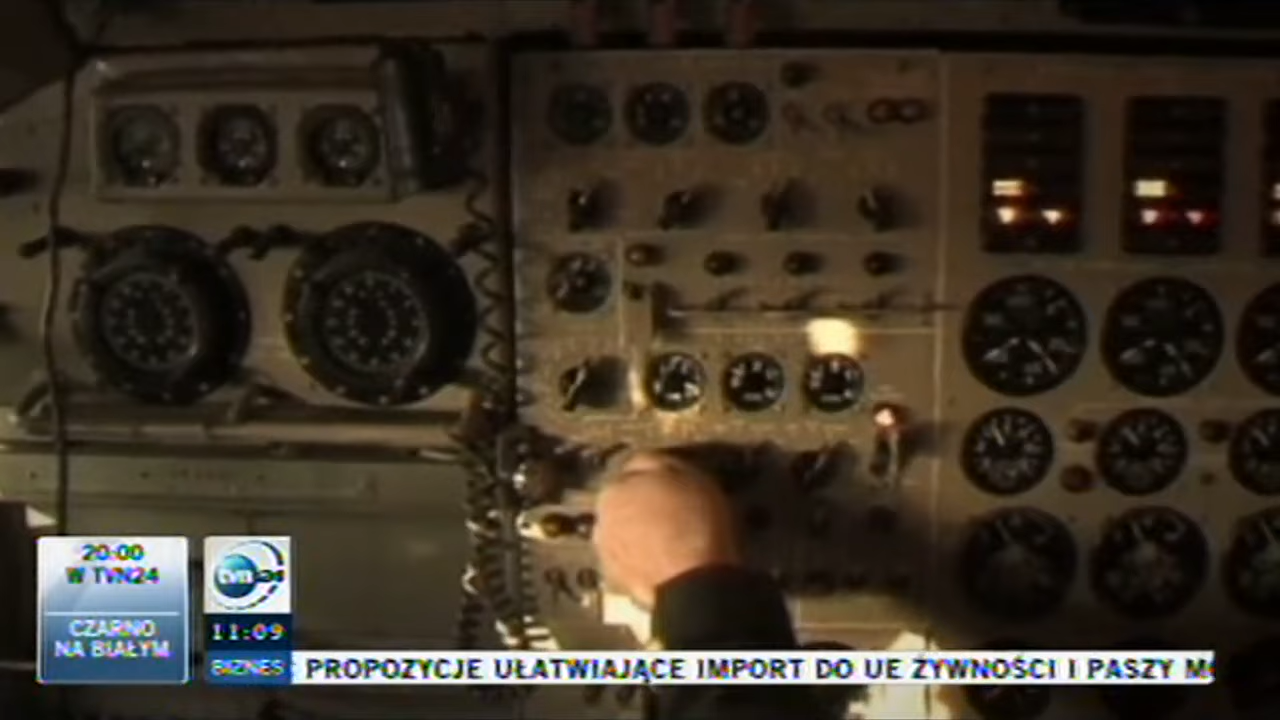 20:00
W TVN24
CZARNO
NA BIAŁYM
tvn24
11:09
BIZNES
PROPOZYCJE UŁATWIAJĄCE IMPORT DO UE ŻYWNOŚCI I PASZY